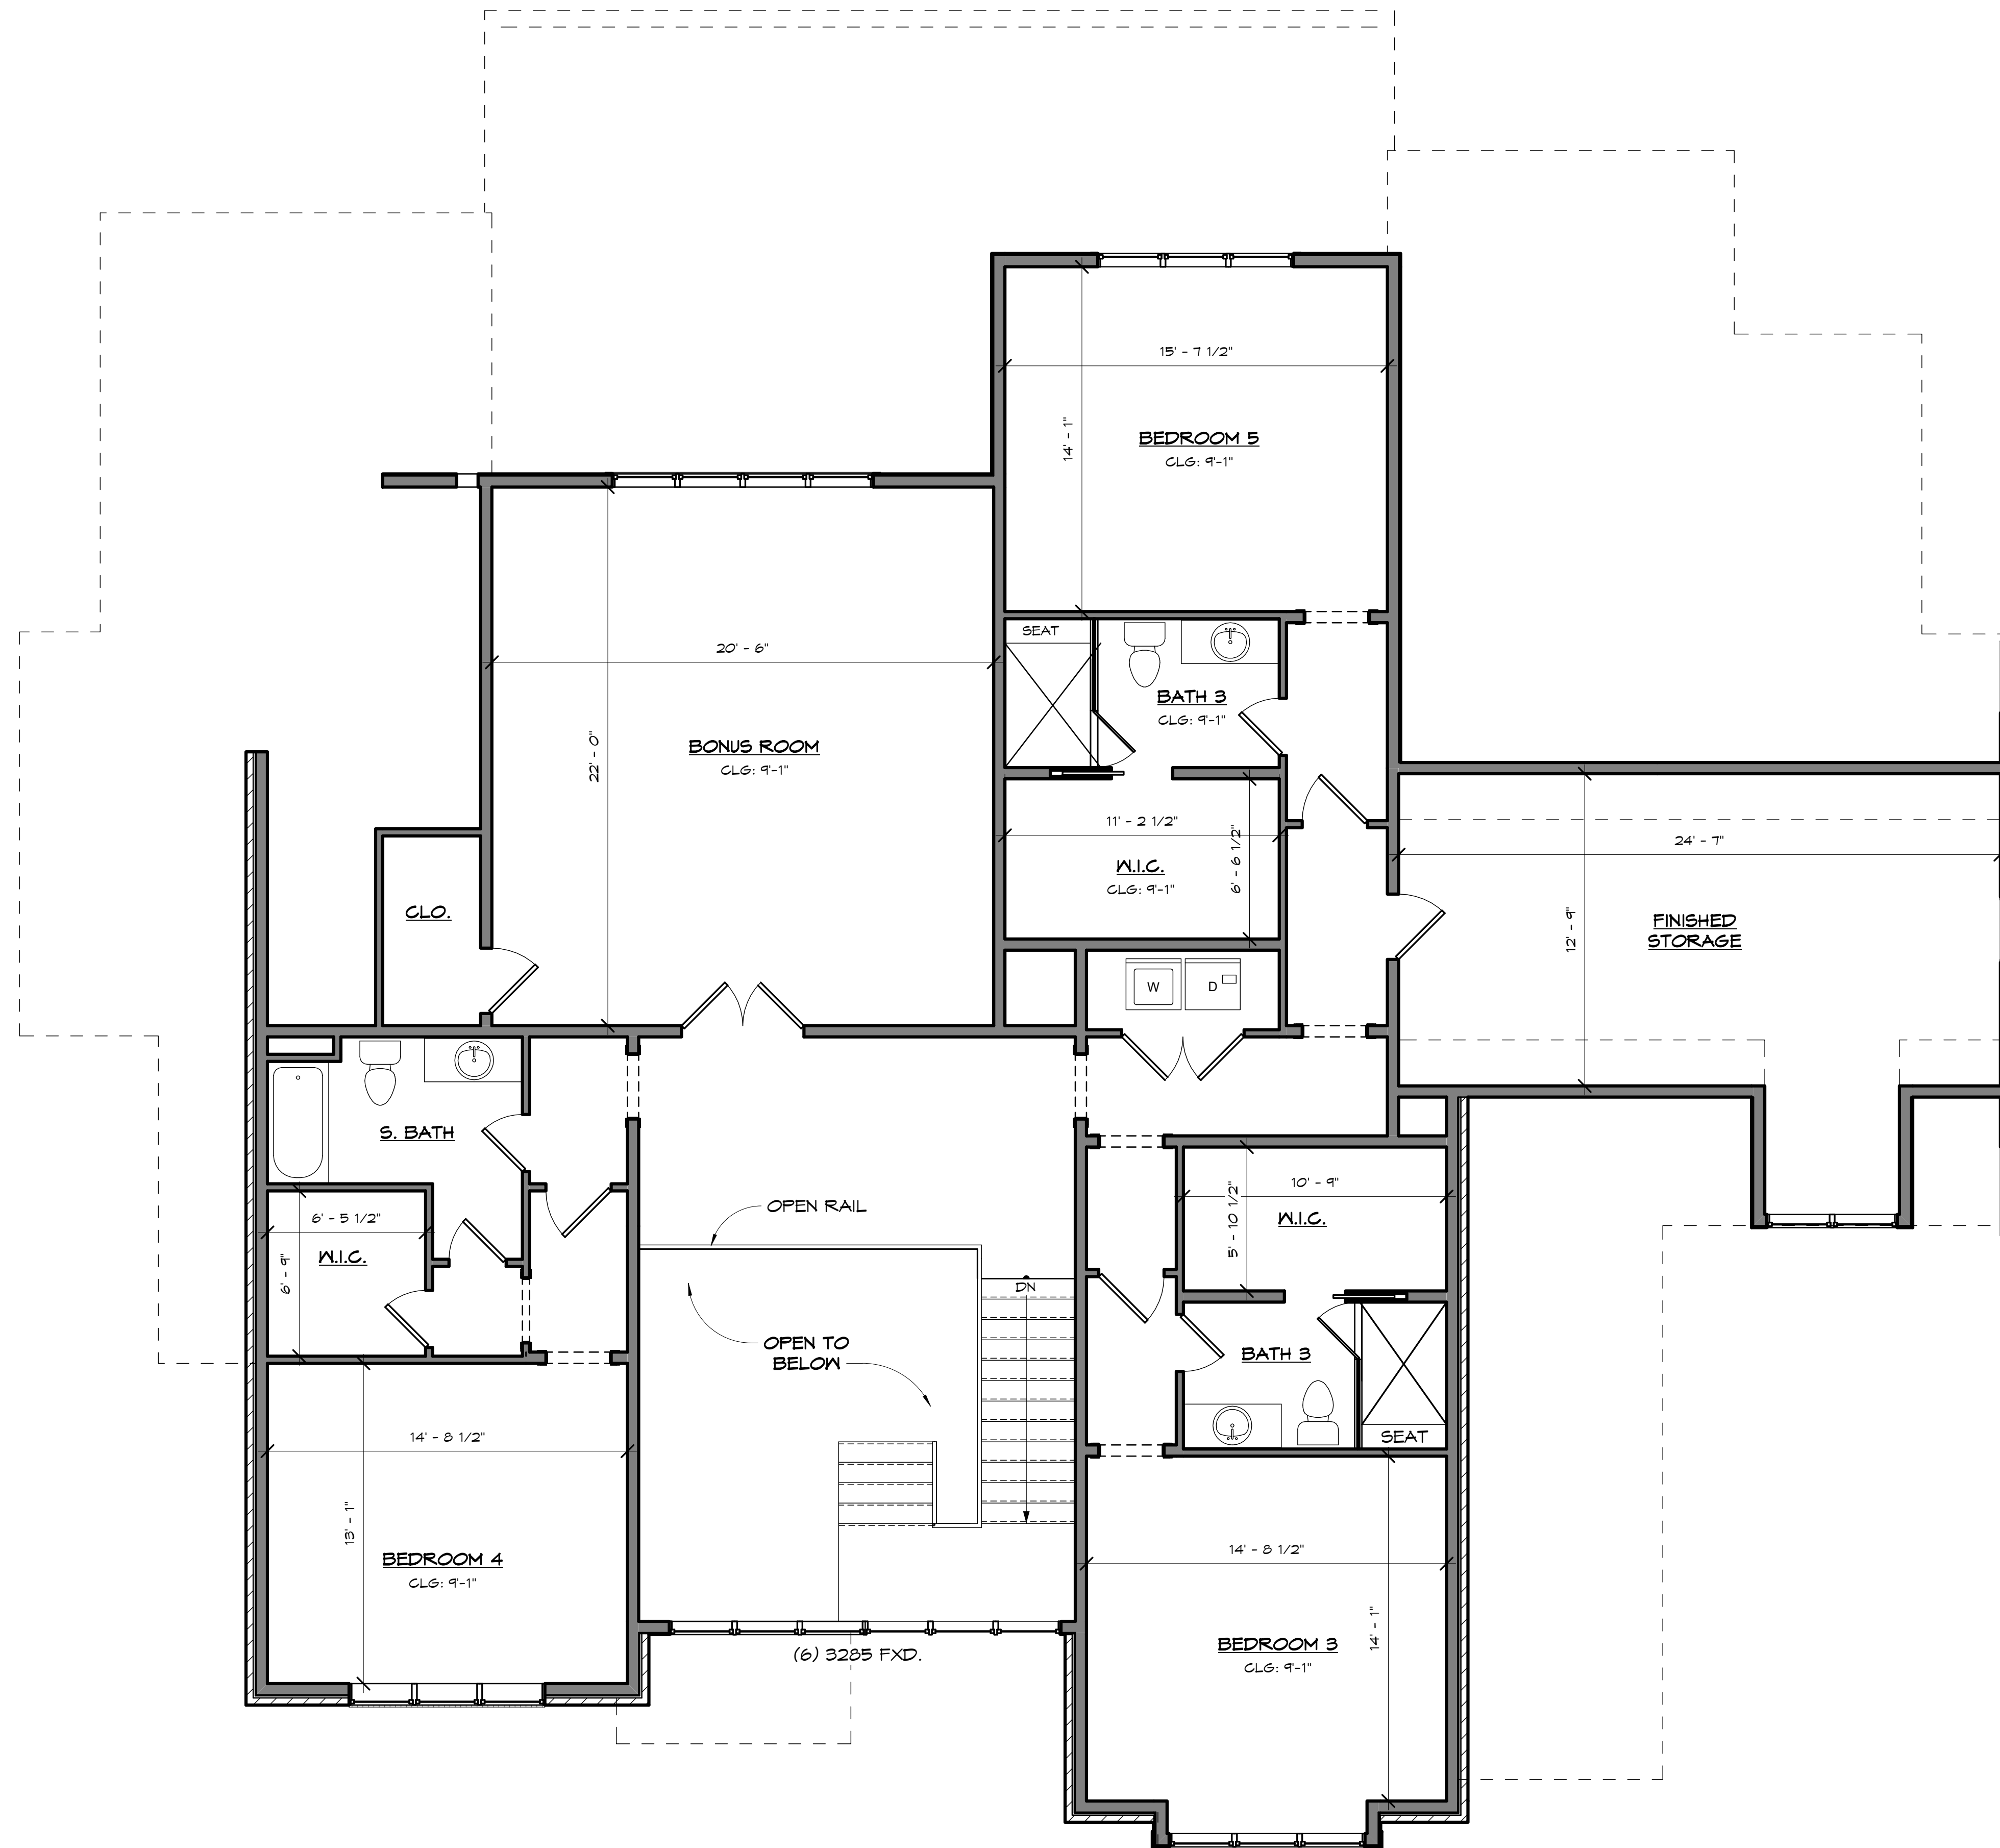 15' - 7 1/2"
14' - 1"
BEDROOM 5
CLG: 9'-1"
SEAT
20' - 6"
BATH 3
CLG: 9'-1"
22' - 0"
BONUS ROOM
CLG: 9'-1"
11' - 2 1/2"
6' - 6 1/2"
W.I.C.
CLG: 9'-1"
24' - 7"
12' - 9"
FINISHED
STORAGE
CLO.
W
D
S. BATH
OPEN RAIL
10' - 9"
5' - 10 1/2"
W.I.C.
6' - 5 1/2"
W.I.C.
6' - 9"
DN
OPEN TO
BELOW
BATH 3
SEAT
14' - 8 1/2"
13' - 1"
BEDROOM 4
CLG: 9'-1"
14' - 8 1/2"
14' - 1"
BEDROOM 3
CLG: 9'-1"
(6) 3285 FXD.